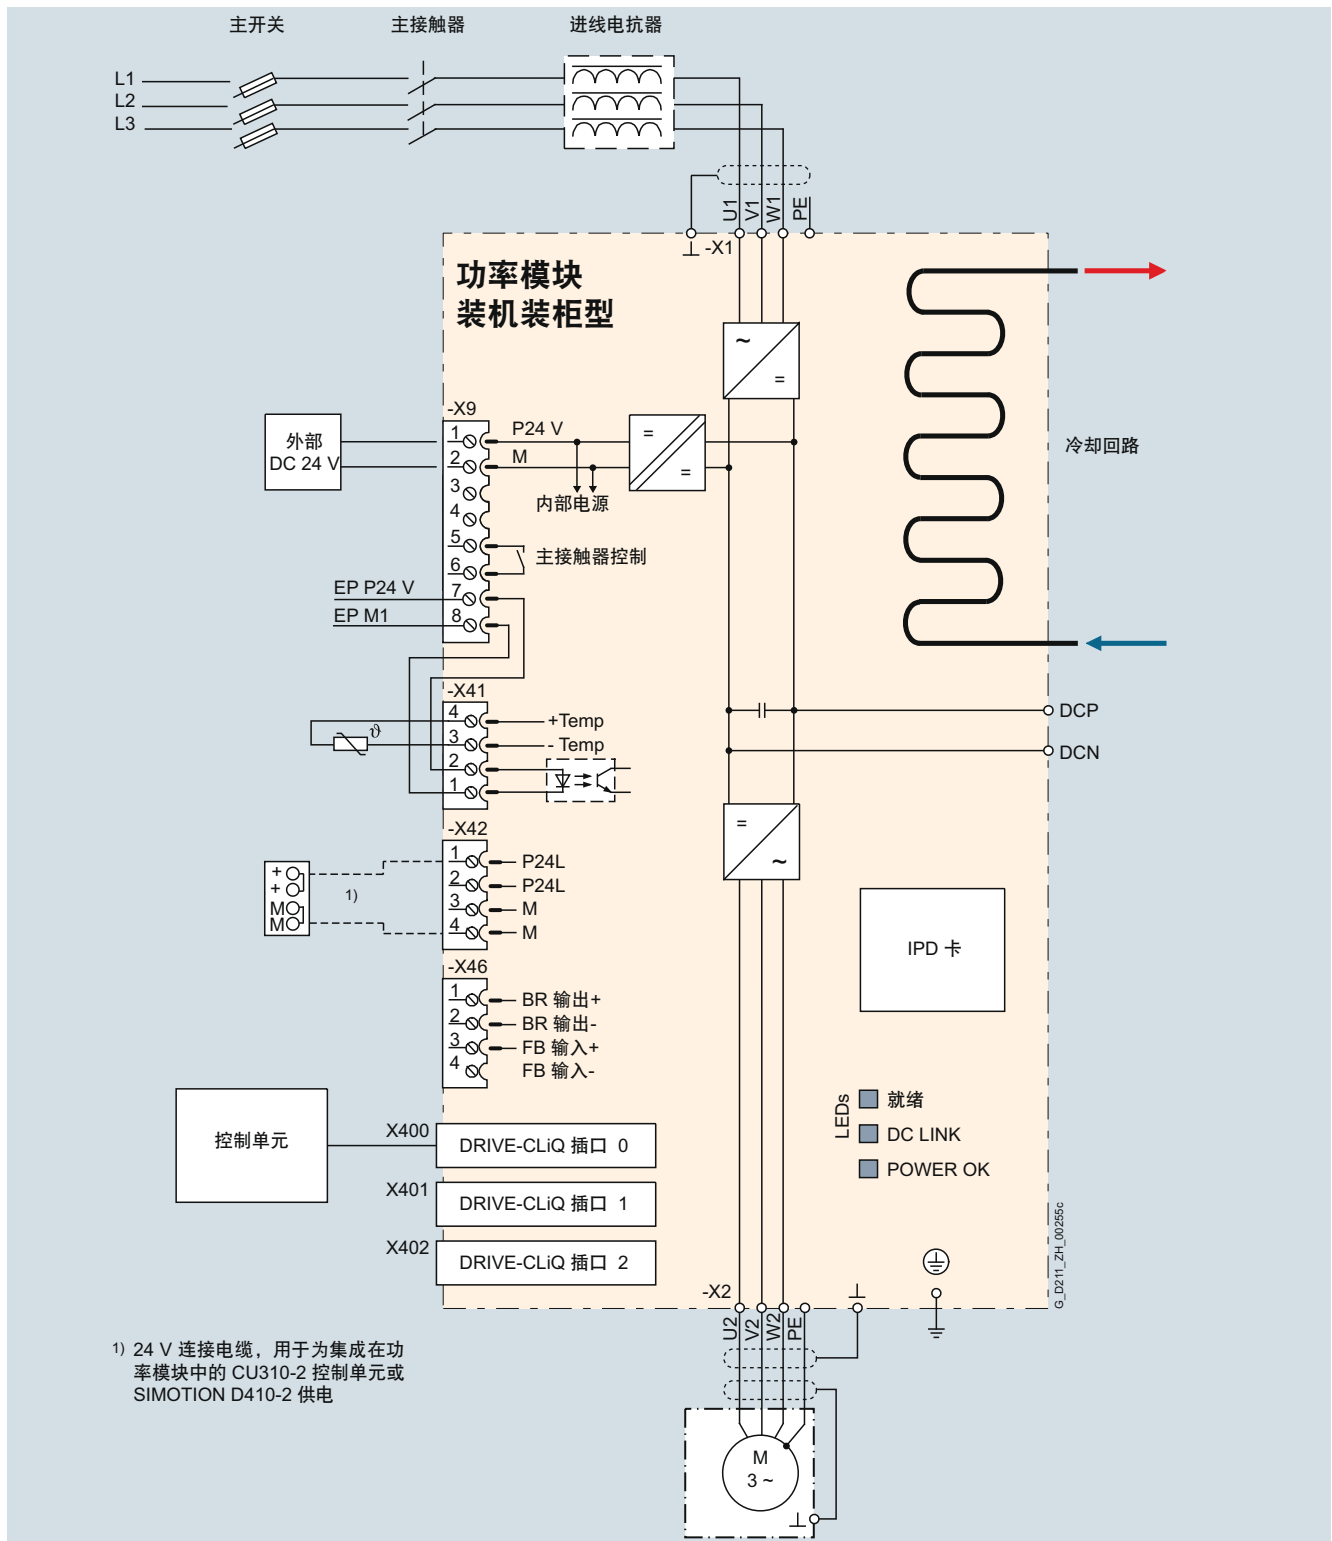 主开关
主接触器
进线电抗器
L1
L2
L3
U1
V1
W1
PE
-X1
功率模块
装机装柜型
~
=
-X9
外部
DC 24 V
1
2
3
4
5
6
7
8
P24 V
M
=
=
内部电源
主接触器控制
EP P24 V
EP M1
冷却回路
-X41
4
3
2
1
ϑ
+Temp
- Temp
DCP
DCN
-X42
1
2
3
4
P24L
P24L
M
M
+
+
M
M
1)
=
~
IPD 卡
-X46
1
2
3
4
BR 输出+
BR 输出-
FB 输入+
FB 输入-
控制单元
X400
DRIVE-CLiQ 插口 0
X401
DRIVE-CLiQ 插口 1
X402
DRIVE-CLiQ 插口 2
LEDs
就绪
DC LINK
POWER OK
G_D211_ZH_00255c
-X2
U2
V2
W2
PE
1) 24 V 连接电缆，用于为集成在功
率模块中的 CU310-2 控制单元或
SIMOTION D410-2 供电
M
3 ~